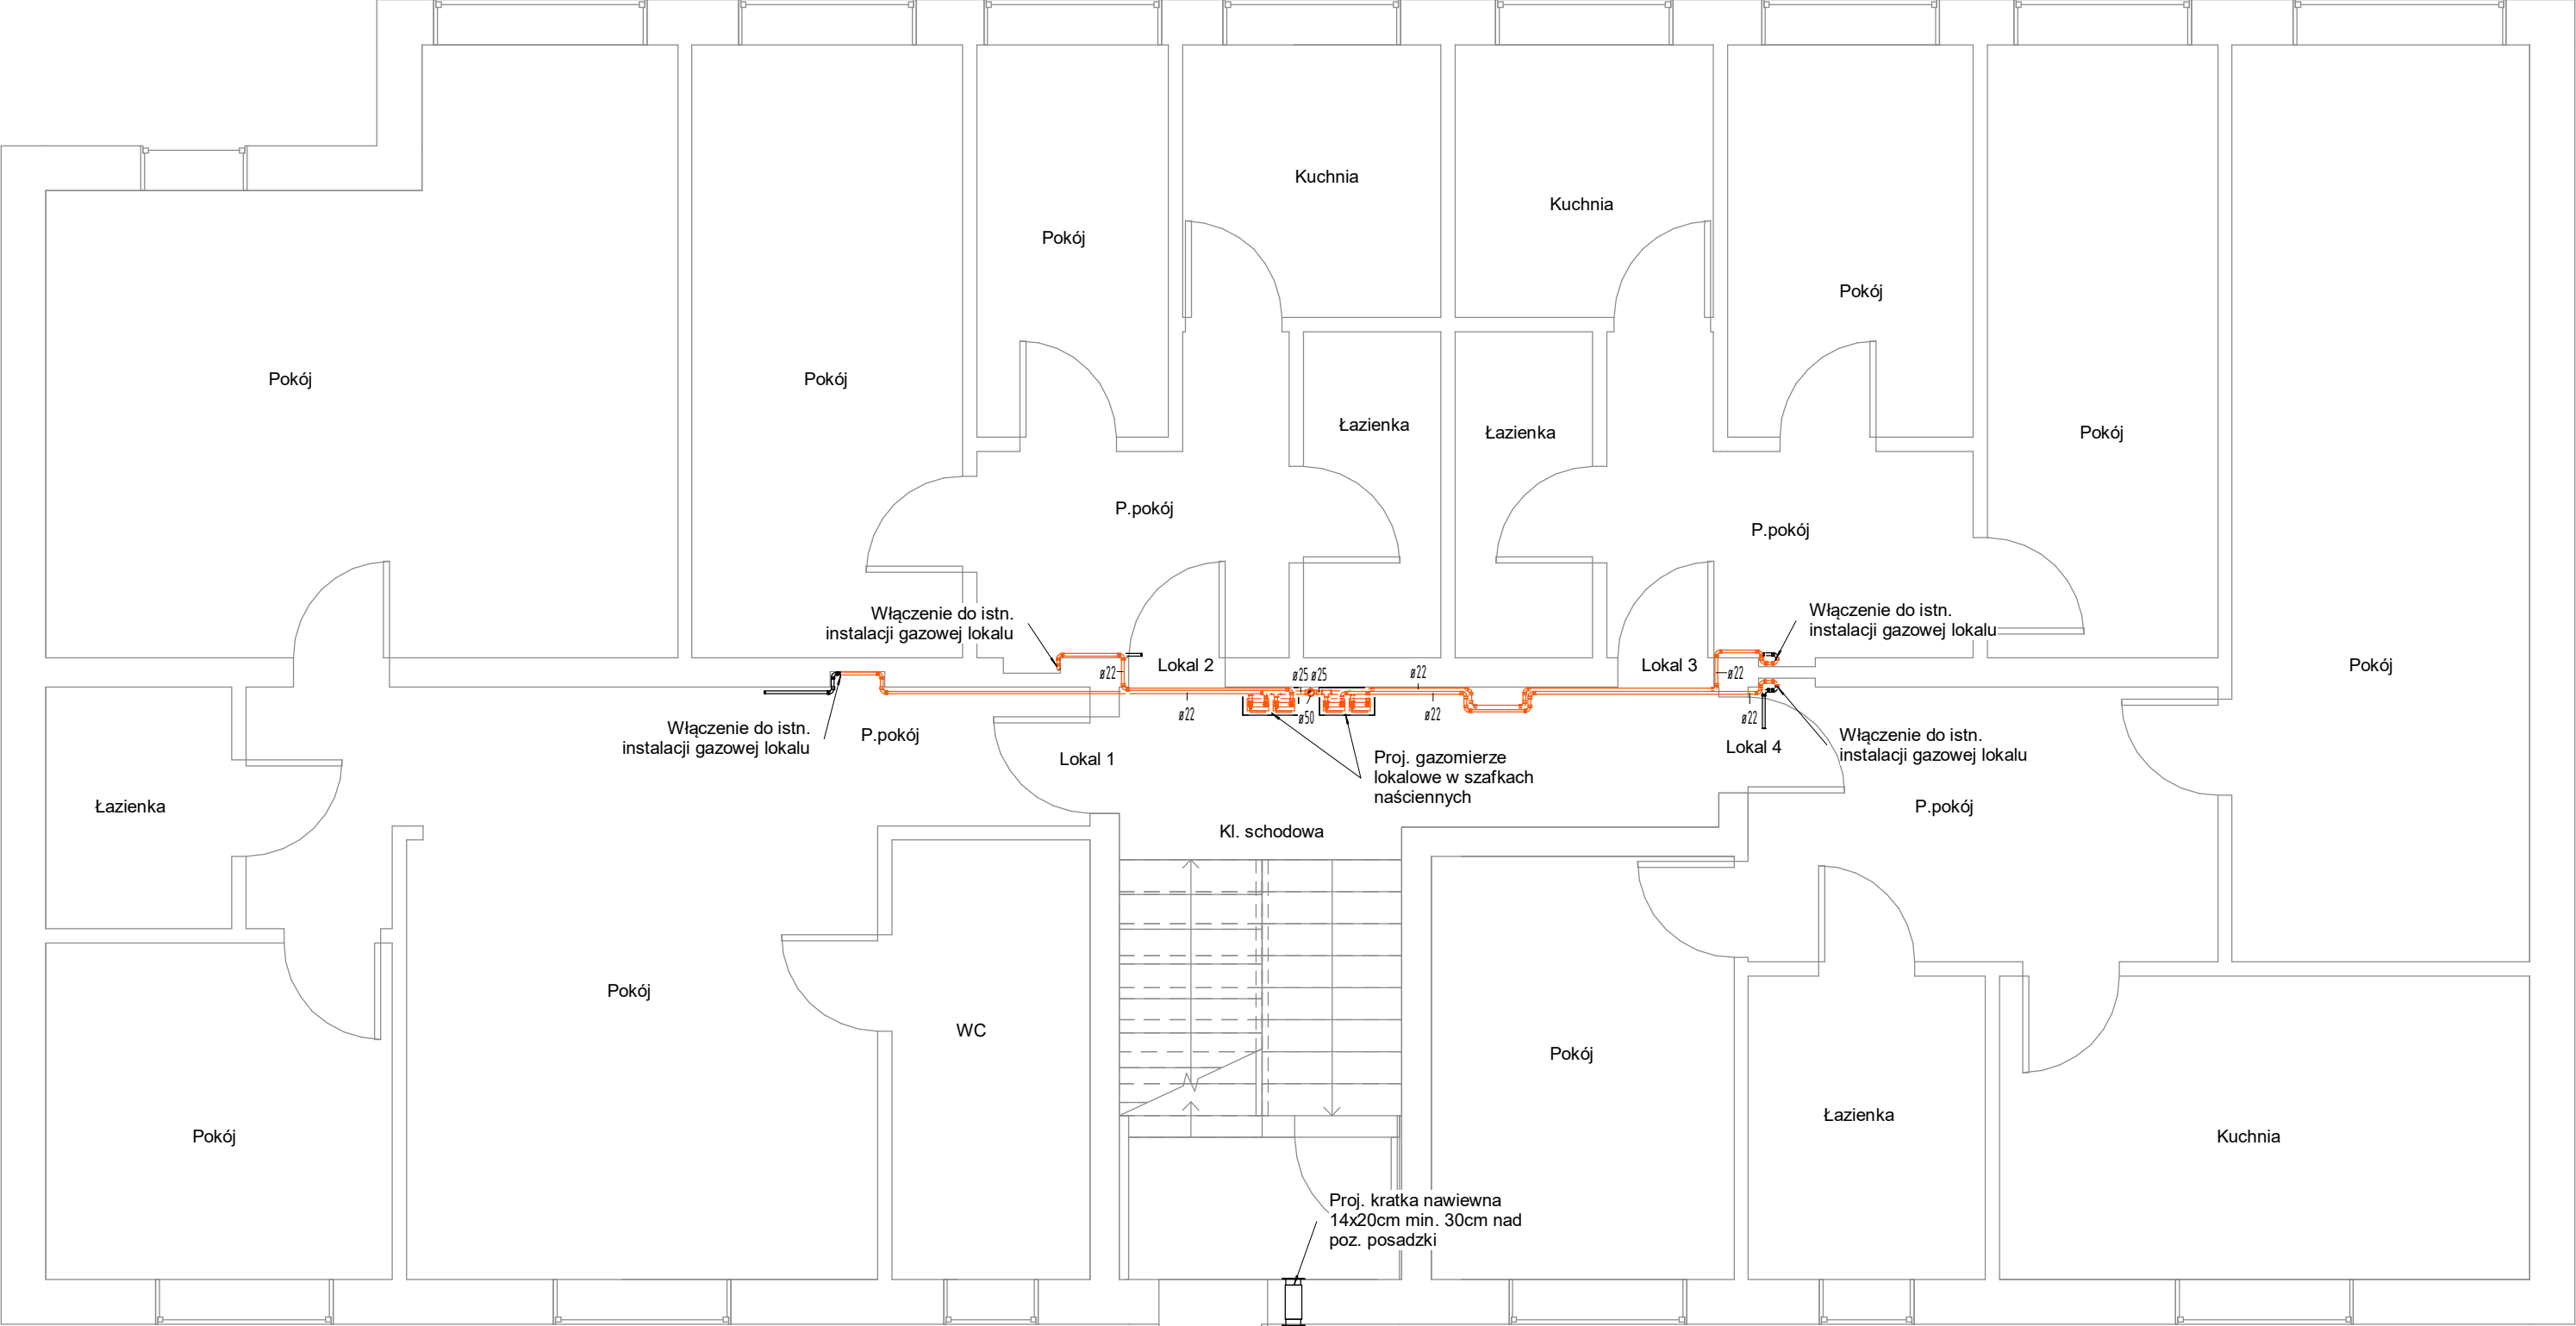 Kuchnia
Kuchnia
Pokój
Pokój
Pokój
Pokój
Łazienka
Łazienka
Pokój
P.pokój
P.pokój
Włączenie do istn.
instalacji gazowej lokalu
Włączenie do istn.
instalacji gazowej lokalu
Lokal 2
Lokal 3
Pokój
ø22
ø25
ø25
ø22
ø22
ø22
ø50
ø22
ø22
Włączenie do istn.
instalacji gazowej lokalu
P.pokój
Lokal 1
Proj. gazomierze
lokalowe w szafkach
naściennych
Lokal 4
Włączenie do istn.
instalacji gazowej lokalu
Łazienka
P.pokój
Kl. schodowa
Pokój
WC
Pokój
Łazienka
Pokój
Kuchnia
Proj. kratka nawiewna
14x20cm min. 30cm nad
poz. posadzki